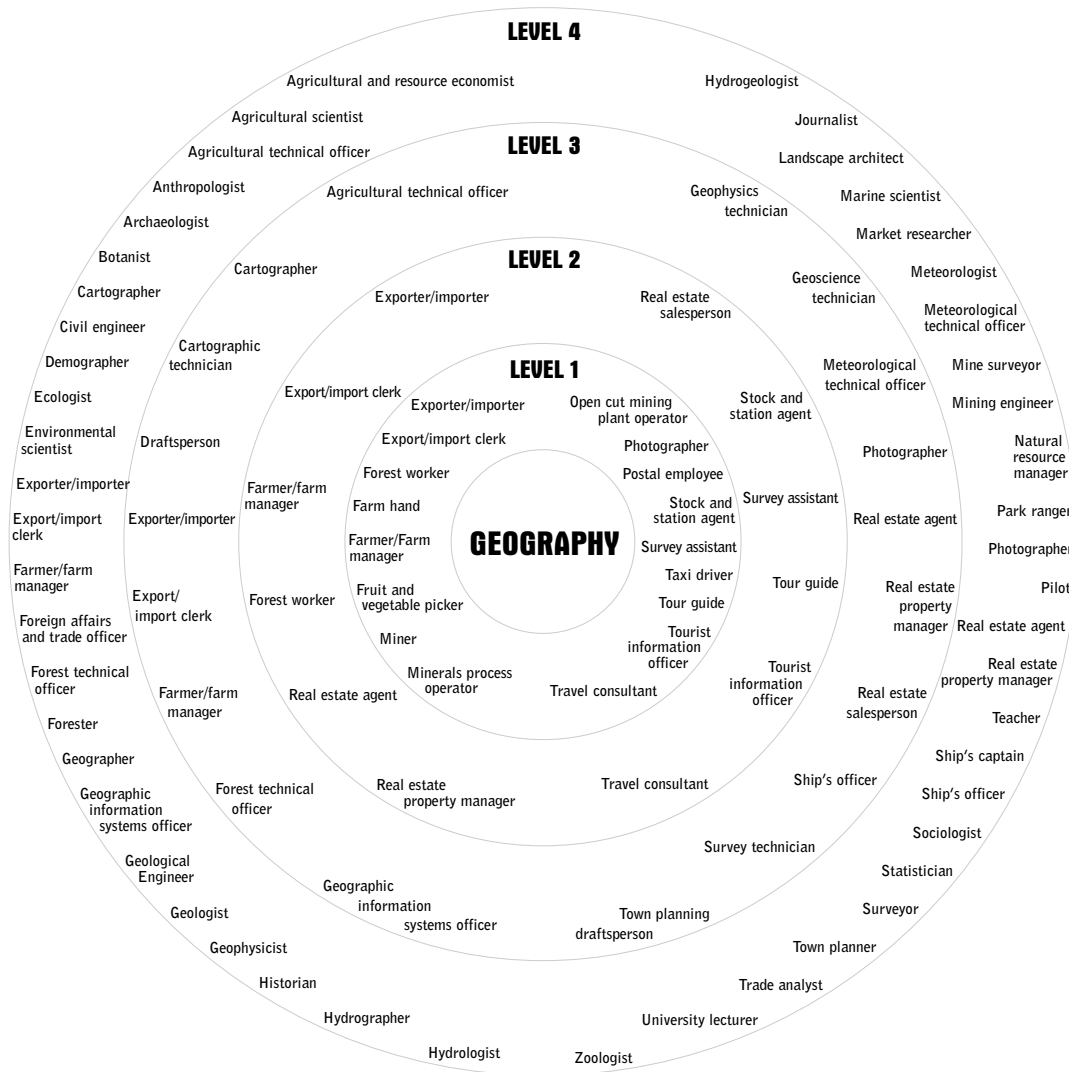 LEVEL 4
Agricultural and resource economist
Agricultural scientist
Agricultural technical officer
Anthropologist
Archaeologist
Botanist
Cartographer
Civil engineer
Demographer
Ecologist
Environmental
scientist
Exporter/importer
Export/import
clerk
Farmer/farm
manager
Foreign affairs
and trade officer
Forest technical
officer
Forester
Geographer
Geographic
information
systems officer
Geological
Engineer
Geologist
Geophysicist
Historian
Hydrographer
Hydrologist
Hydrogeologist
Journalist
Landscape architect
Marine scientist
Market researcher
Meteorologist
Meteorological
technical officer
Mine surveyor
Mining engineer
Natural
resource
manager
Park ranger
Photographer
Pilot
Real estate agent
Real estate
property manager
Teacher
Ship's captain
Ship's officer
Sociologist
Statistician
Surveyor
Town planner
Trade analyst
University lecturer
Zoologist
LEVEL 3
Agricultural technical officer
Cartographer
Cartographic
technician
Draftsperson
Exporter/importer
Export/
import clerk
Farmer/farm
manager
Forest technical
officer
Geographic
information
systems officer
Geophysics
technician
Geoscience
technician
Meteorological
technical officer
Photographer
Real estate agent
Real estate
property
manager
Real estate
salesperson
Ship's officer
Survey technician
Town planning
draftsperson
LEVEL 2
Exporter/importer
Export/import clerk
Farmer/farm
manager
Forest worker
Real estate agent
Real estate
property manager
Real estate
salesperson
Stock and
station agent
Survey assistant
Tour guide
Tourist
information
officer
Travel consultant
LEVEL 1
Exporter/importer
Export/import clerk
Forest worker
Farm hand
Farmer/Farm
manager
Fruit and
vegetable picker
Miner
Minerals process
operator
Open cut mining
plant operator
Photographer
Postal employee
Stock and
station agent
Survey assistant
Taxi driver
Tour guide
Tourist
information
officer
Travel consultant
GEOGRAPHY